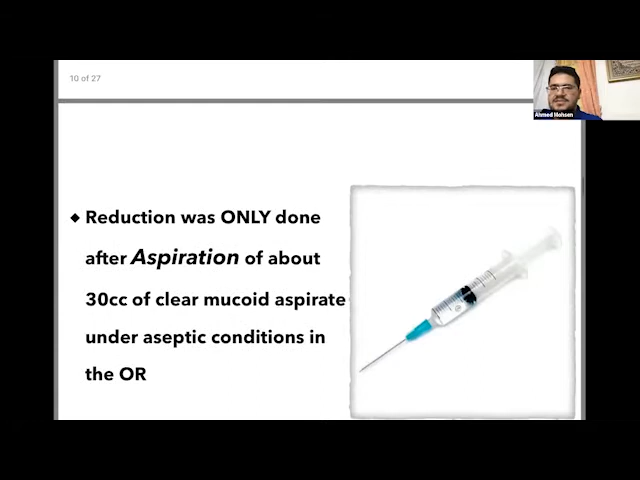 10 of 27
Ahmed Mohsen
◆ Reduction was ONLY done
after Aspiration of about
30cc of clear mucoid aspirate
under aseptic conditions in
the OR